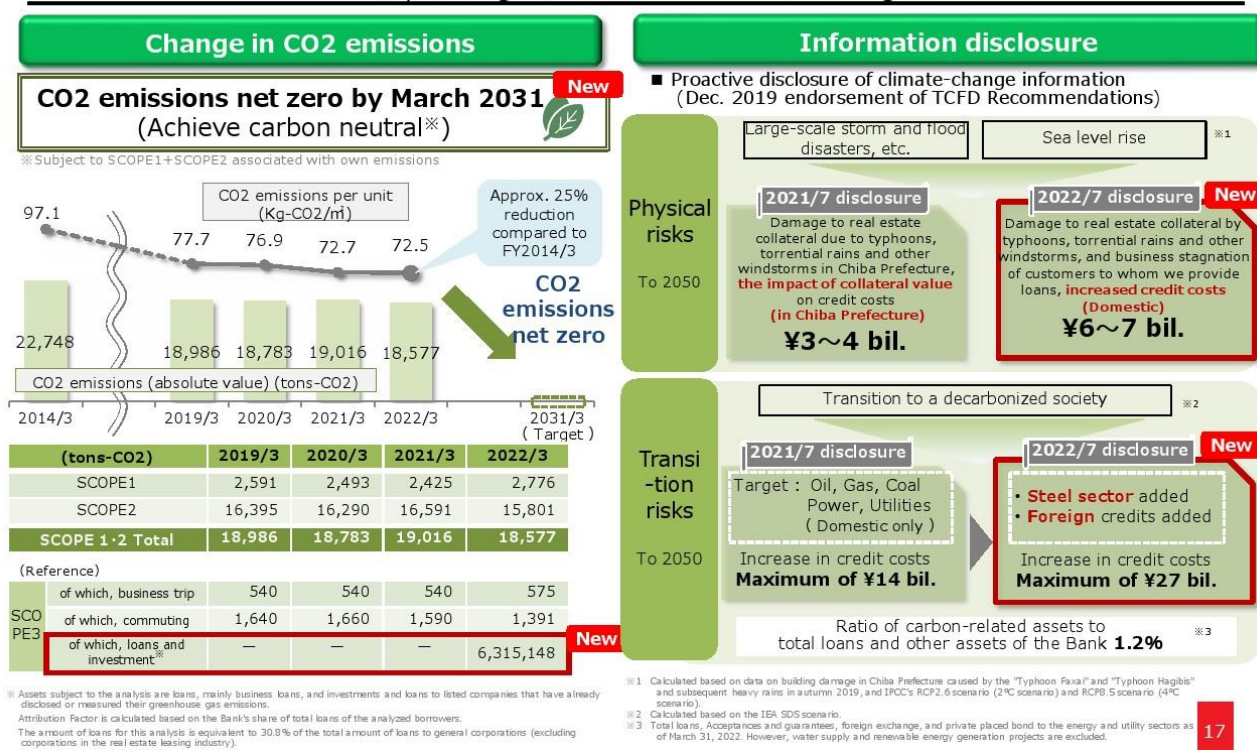 Change in CO2 emissions
CO2 emissions net zero by March 2031
(Achieve carbon neutral※)
New
※Subject to SCOPE1+SCOPE2 associated with own emissions
CO2 emissions per unit
(Kg-CO2/㎡)
97.1
77.7
76.9
72.7
72.5
Approx. 25%
reduction
compared to
FY2014/3
CO2
emissions
net zero
22,748
18,986
18,783
19,016
18,577
CO2 emissions (absolute value) (tons-CO2)
2014/3
2019/3
2020/3
2021/3
2022/3
2031/3
( Target )
(tons-CO2) 2019/3 2020/3 2021/3 2022/3
SCOPE1 2,591 2,493 2,425 2,776
SCOPE2 16,395 16,290 16,591 15,801
SCOPE 1・2 Total 18,986 18,783 19,016 18,577
(Reference)
SCO
PE3
of which, business trip 540 540 540 575
of which, commuting 1,640 1,660 1,590 1,391
of which, loans and
investment※ — — — 6,315,148
New
※ Assets subject to the analysis are loans, mainly business loans, and investments and loans to listed companies that have already
disclosed or measured their greenhouse gas emissions.
Attribution Factor is calculated based on the Bank's share of total loans of the analyzed borrowers.
The amount of loans for this analysis is equivalent to 30.8% of the total amount of loans to general corporations (excluding
corporations in the real estate leasing industry).
Information disclosure
■ Proactive disclosure of climate-change information
(Dec. 2019 endorsement of TCFD Recommendations)
Physical
risks
To 2050
Large-scale storm and flood
disasters, etc.
Sea level rise
※1
2021/7 disclosure
Damage to real estate
collateral due to typhoons,
torrential rains and other
windstorms in Chiba Prefecture,
the impact of collateral value
on credit costs
(in Chiba Prefecture)
¥3～4 bil.
2022/7 disclosure
New
Damage to real estate collateral by
typhoons, torrential rains and other
windstorms, and business stagnation
of customers to whom we provide
loans, increased credit costs
(Domestic)
¥6～7 bil.
Transi
-tion
risks
To 2050
Transition to a decarbonized society
※2
2021/7 disclosure
Target : Oil, Gas, Coal
Power, Utilities
( Domestic only )
Increase in credit costs
Maximum of ¥14 bil.
2022/7 disclosure
New
• Steel sector added
• Foreign credits added
Increase in credit costs
Maximum of ¥27 bil.
Ratio of carbon-related assets to
total loans and other assets of the Bank 1.2%
※3
※1 Calculated based on data on building damage in Chiba Prefecture caused by the "Typhoon Faxai" and "Typhoon Hagibis"
and subsequent heavy rains in autumn 2019, and IPCC's RCP2.6 scenario (2℃ scenario) and RCP8.5 scenario (4℃
scenario).
※2 Calculated based on the IEA SDS scenario.
※3 Total loans, Acceptances and guarantees, foreign exchange, and private placed bond to the energy and utility sectors as
of March 31, 2022. However, water supply and renewable energy generation projects are excluded.
17